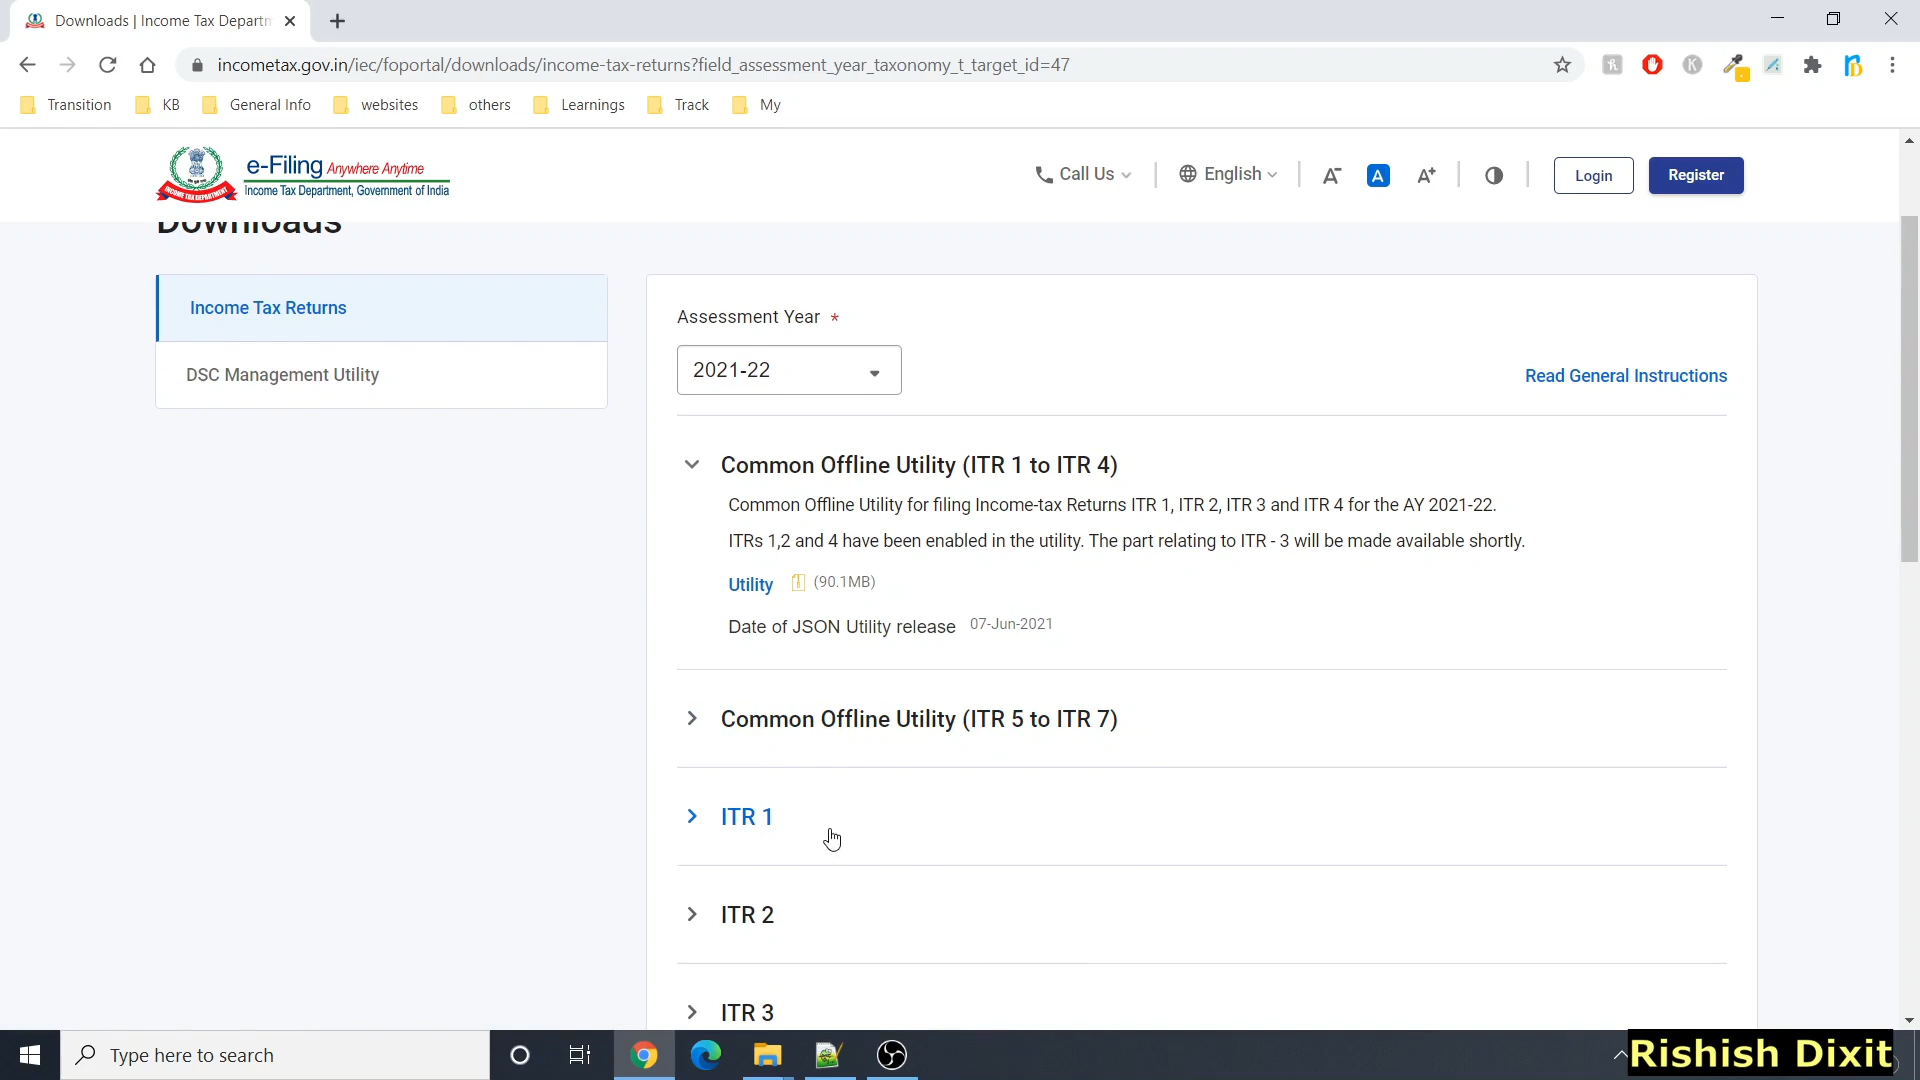 Downloads | Income Tax Departm
incometax.gov.in/iec/foportal/downloads/income-tax-returns?field_assessment_year_taxonomy_t_target_id=47
Transition KB General Info websites others Learnings Track My
e-Filing Anywhere Anytime
Income Tax Department, Government of India
Call Us English A⁻ A A⁺ Login Register
Downloads
Income Tax Returns
DSC Management Utility
Assessment Year *
2021-22
Read General Instructions
Common Offline Utility (ITR 1 to ITR 4)
Common Offline Utility for filing Income-tax Returns ITR 1, ITR 2, ITR 3 and ITR 4 for the AY 2021-22.
ITRs 1,2 and 4 have been enabled in the utility. The part relating to ITR - 3 will be made available shortly.
Utility (90.1MB)
Date of JSON Utility release 07-Jun-2021
Common Offline Utility (ITR 5 to ITR 7)
ITR 1
ITR 2
ITR 3
Type here to search
Rishish Dixit